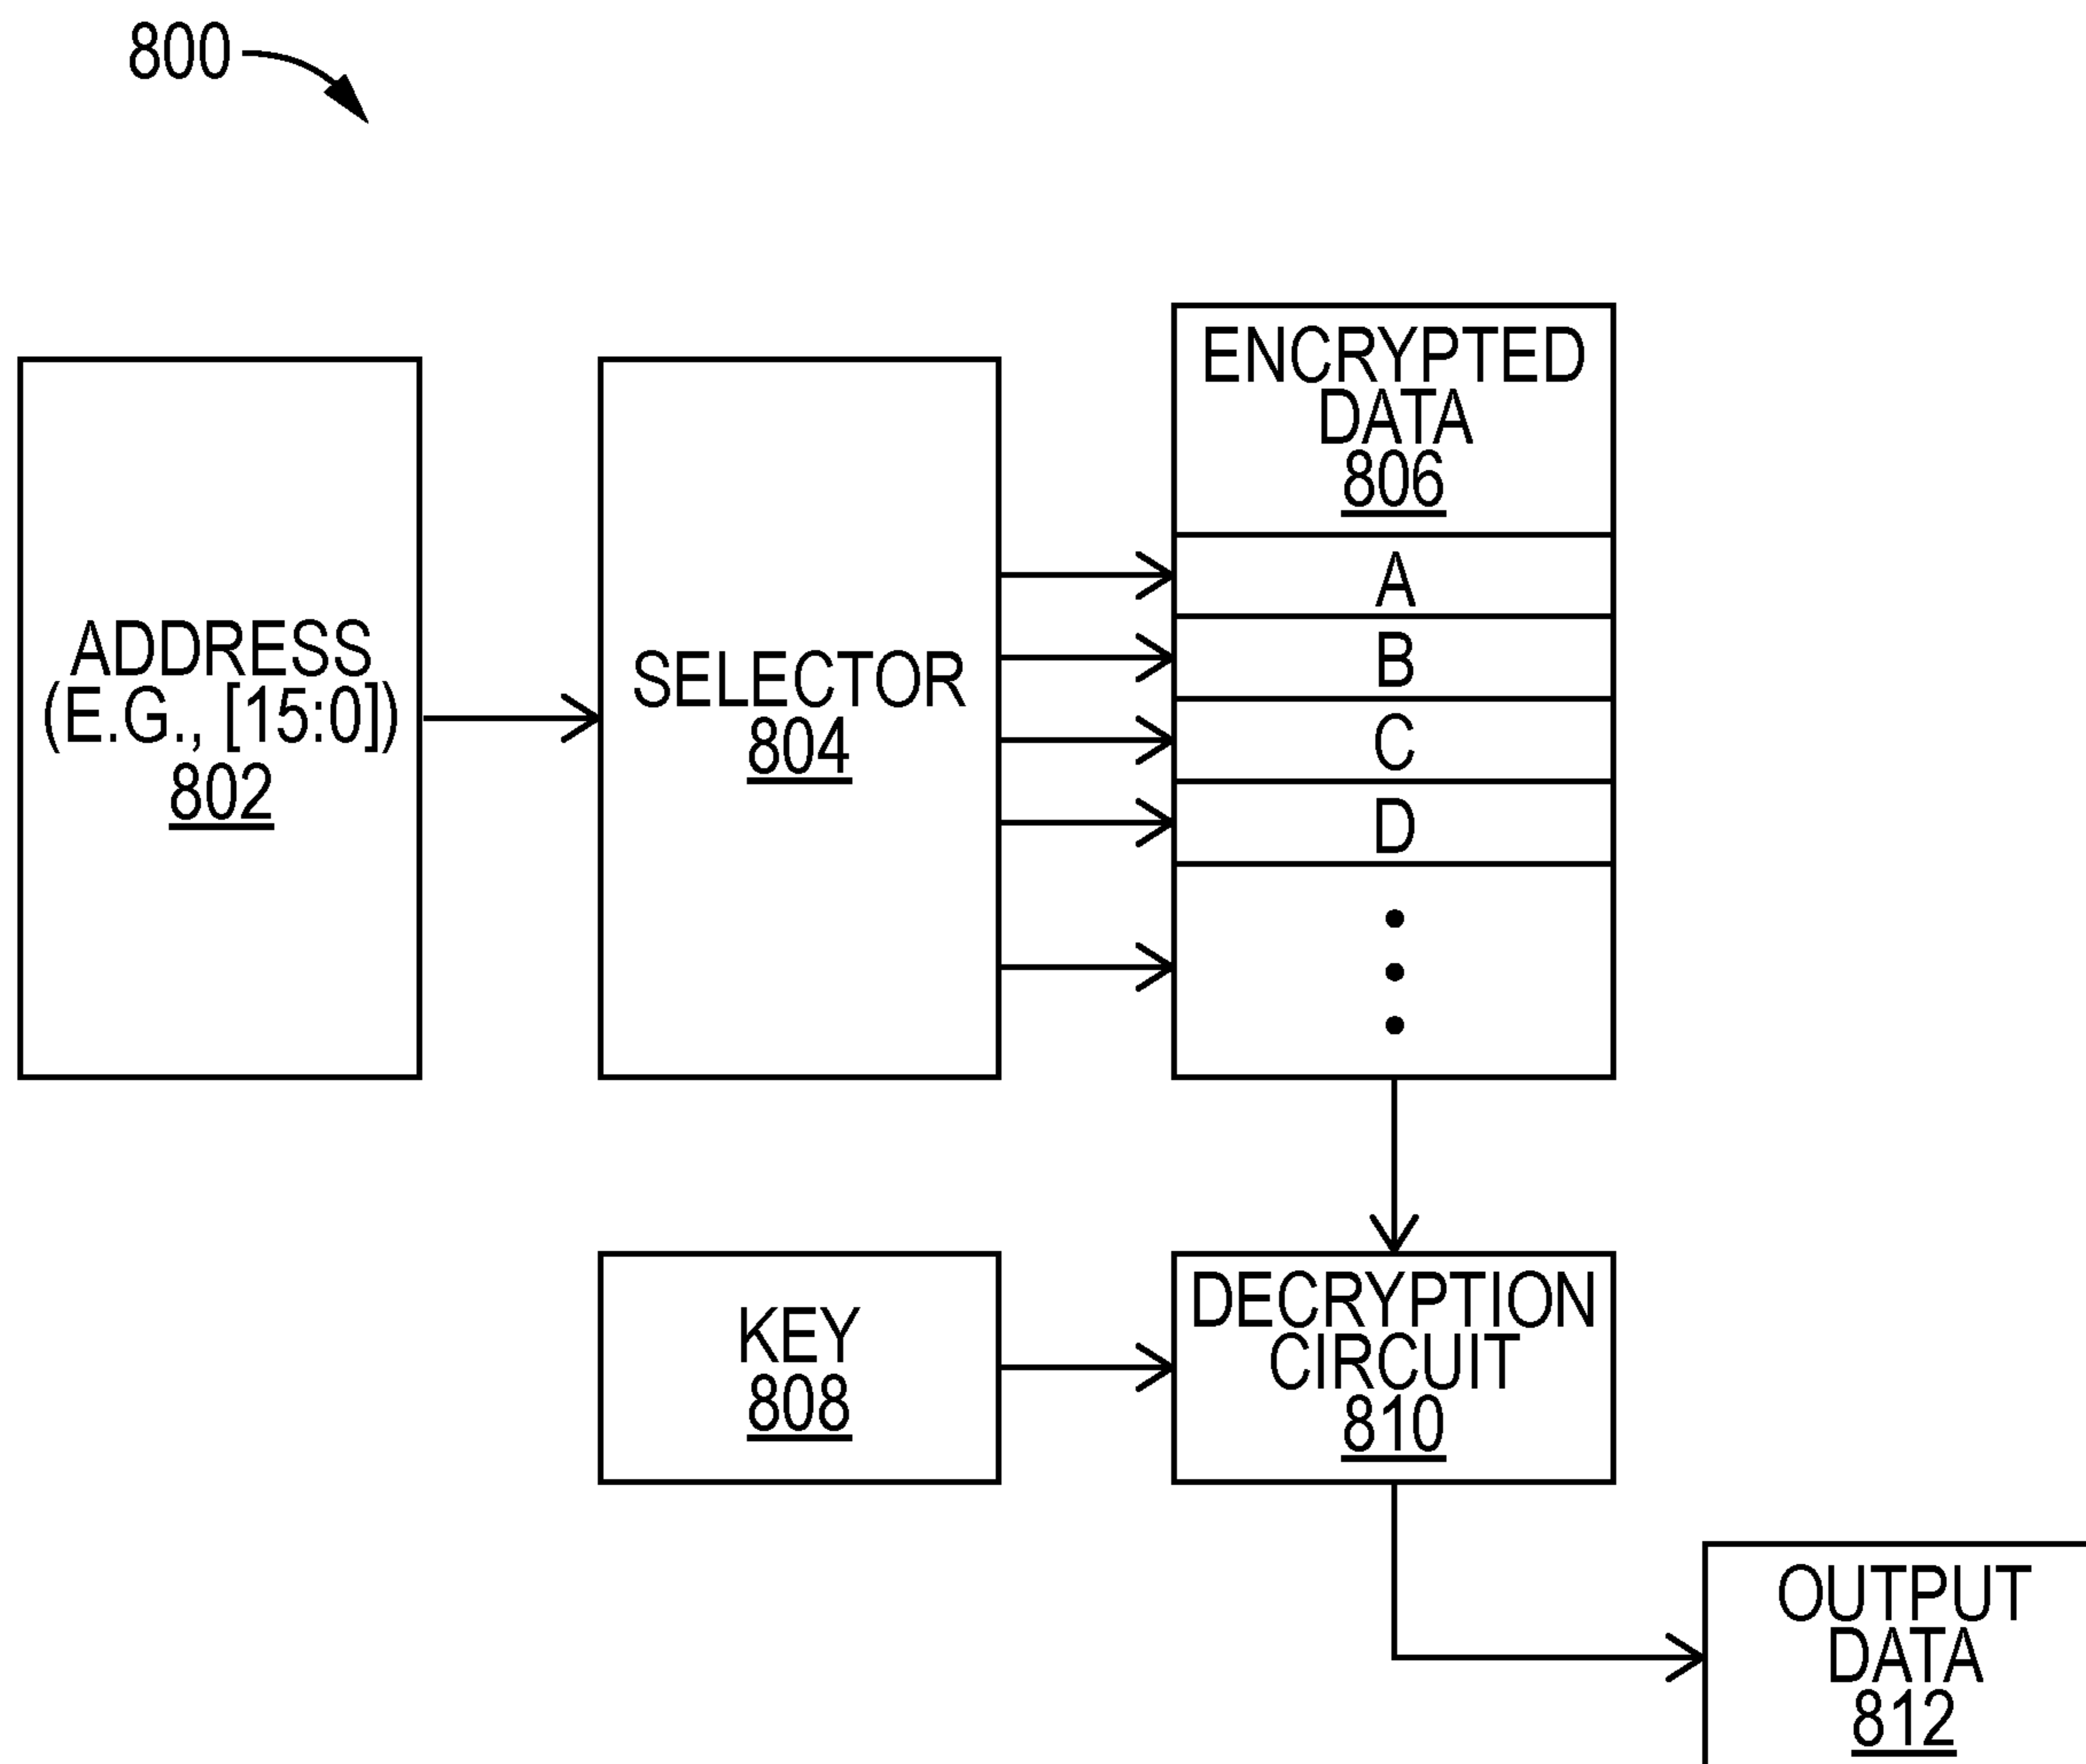 800
ADDRESS
(E.G., [15:0])
802
SELECTOR
804
ENCRYPTED
DATA
806
A
B
C
D
KEY
808
DECRYPTION
CIRCUIT
810
OUTPUT
DATA
812